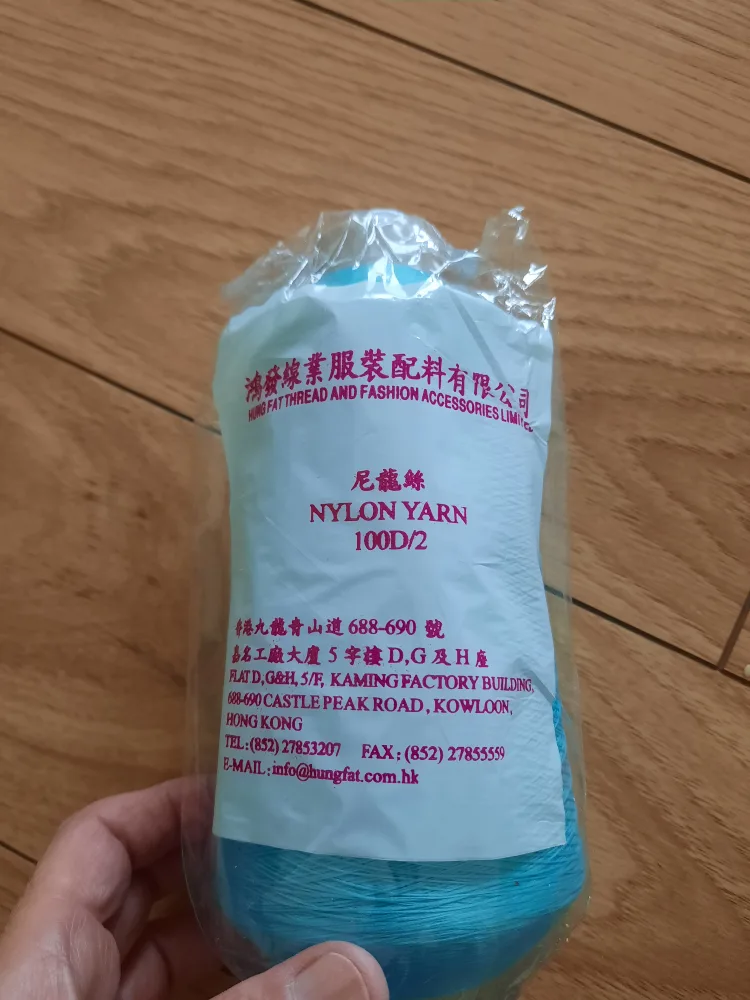 鴻發線業服裝配料有限公司
HUNG FAT THREAD AND FASHION ACCESSORIES LIMITED
尼龍絲
NYLON YARN
100D/2
香港九龍青山道 688-690 號
嘉名工廠大廈 5 字樓 D,G 及 H 座
FLAT D,G&H, 5/F, KAMING FACTORY BUILDING,
688-690 CASTLE PEAK ROAD, KOWLOON,
HONG KONG
TEL:(852) 27853207 FAX:(852) 27855559
E-MAIL:info@hungfat.com.hk